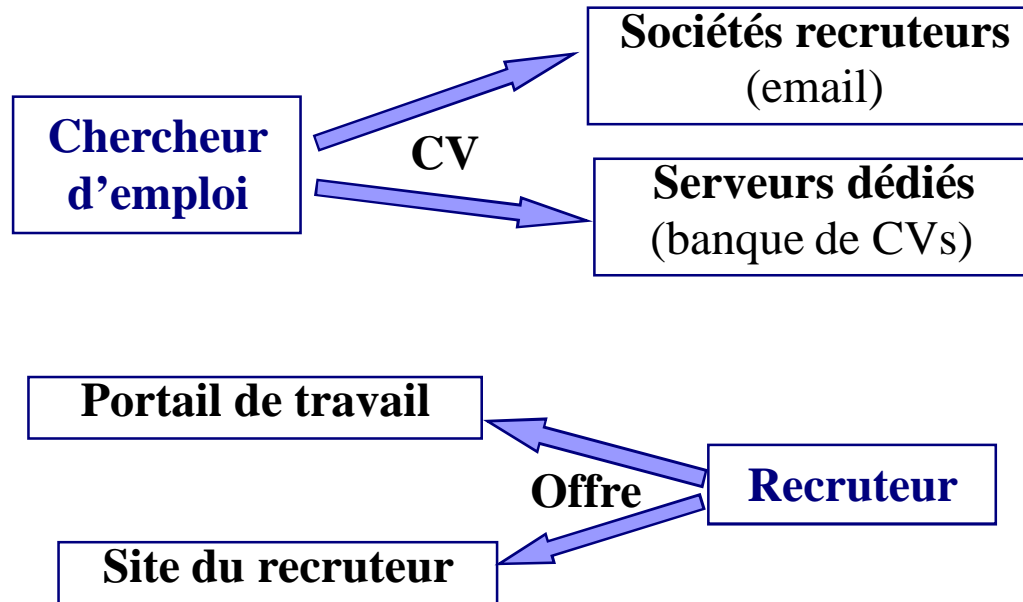 Sociétés recruteurs
(email)
Chercheur
d’emploi
CV
Serveurs dédiés
(banque de CVs)
Portail de travail
Offre
Recruteur
Site du recruteur